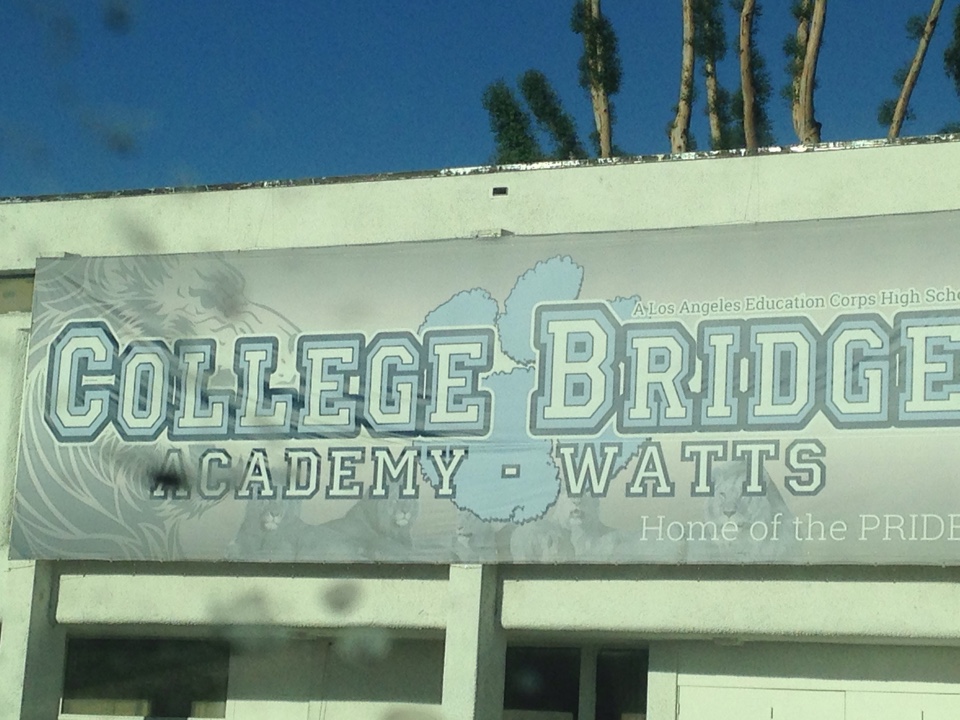 A Los Angeles Education Corps High Scho
COLLEGE BRIDGE
ACADEMY - WATTS
Home of the PRIDE